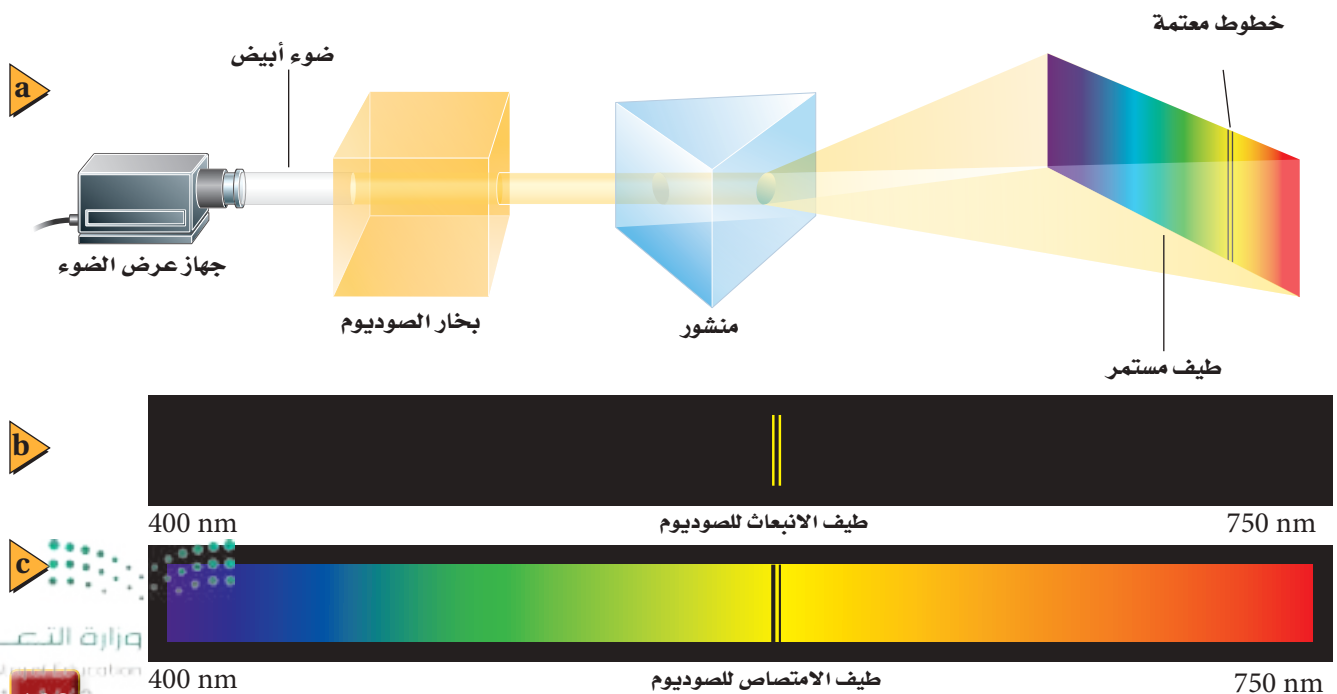 خطوط معتمة
ضوء أبيض
a
جهاز عرض الضوء
بخار الصوديوم
منشور
طيف مستمر
b
400 nm
طيف الانبعاث للصوديوم
750 nm
c
وزارة التعـ
400 nm
طيف الامتصاص للصوديوم
750 nm